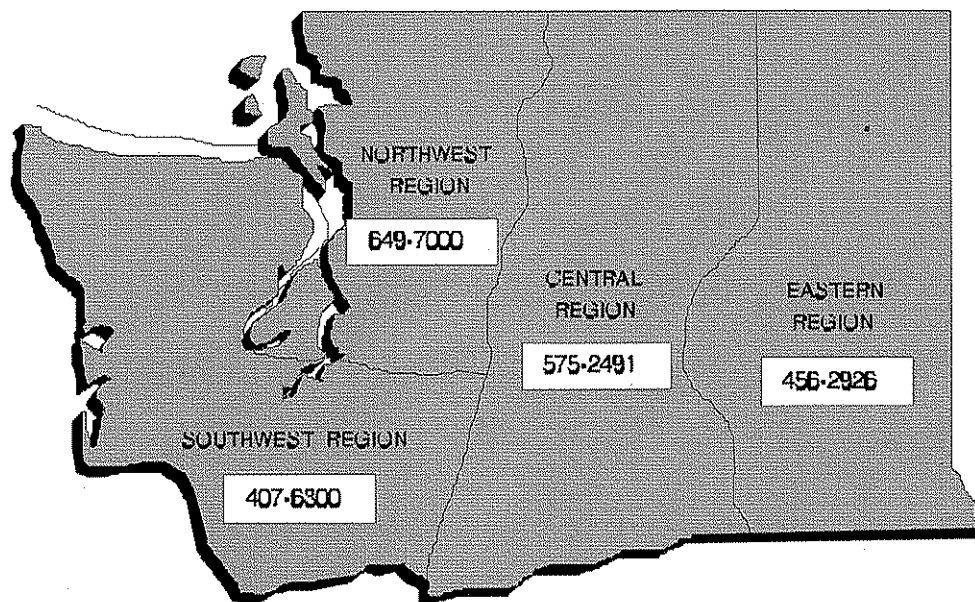 NORTHWEST
REGION
649-7000
CENTRAL
REGION
575-2491
EASTERN
REGION
456-2926
SOUTHWEST REGION
407-6300